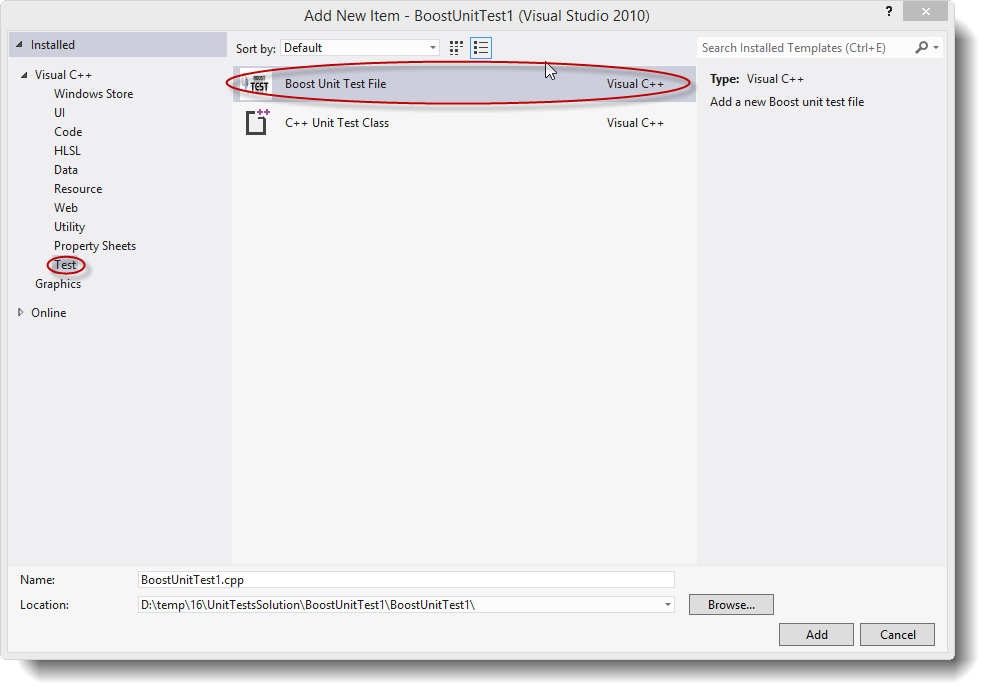 Add New Item - BoostUnitTest1 (Visual Studio 2010)
?
Installed
Visual C++
Windows Store
UI
Code
HLSL
Data
Resource
Web
Utility
Property Sheets
Test
Graphics
Online
Sort by: Default
BOOST
TEST
Boost Unit Test File Visual C++
++
C++ Unit Test Class Visual C++
Search Installed Templates (Ctrl+E)
Type: Visual C++
Add a new Boost unit test file
Name: BoostUnitTest1.cpp
Location: D:\temp\16\UnitTestsSolution\BoostUnitTest1\BoostUnitTest1\
Browse...
Add Cancel